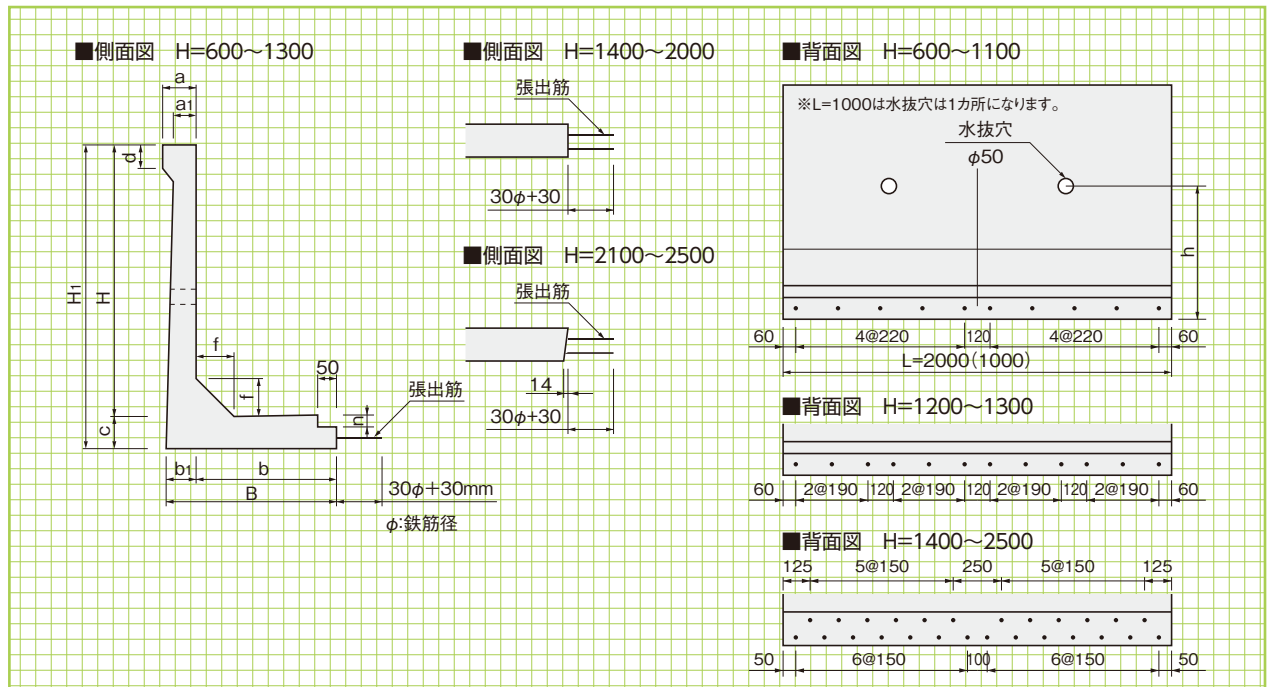 ■側面図 H=600～1300
a
a1
d
H1
H
f
f
50
c
n
b1
b
B
張出筋
30φ+30mm
φ:鉄筋径
■側面図 H=1400～2000
張出筋
30φ+30
■側面図 H=2100～2500
張出筋
14
30φ+30
■背面図 H=600～1100
※L=1000は水抜穴は1カ所になります。
水抜穴
φ50
h
60 4@220 120 4@220 60
L=2000(1000)
■背面図 H=1200～1300
60 2@190 120 2@190 120 2@190 120 2@190 60
■背面図 H=1400～2500
125 5@150 250 5@150 125
50 6@150 100 6@150 50